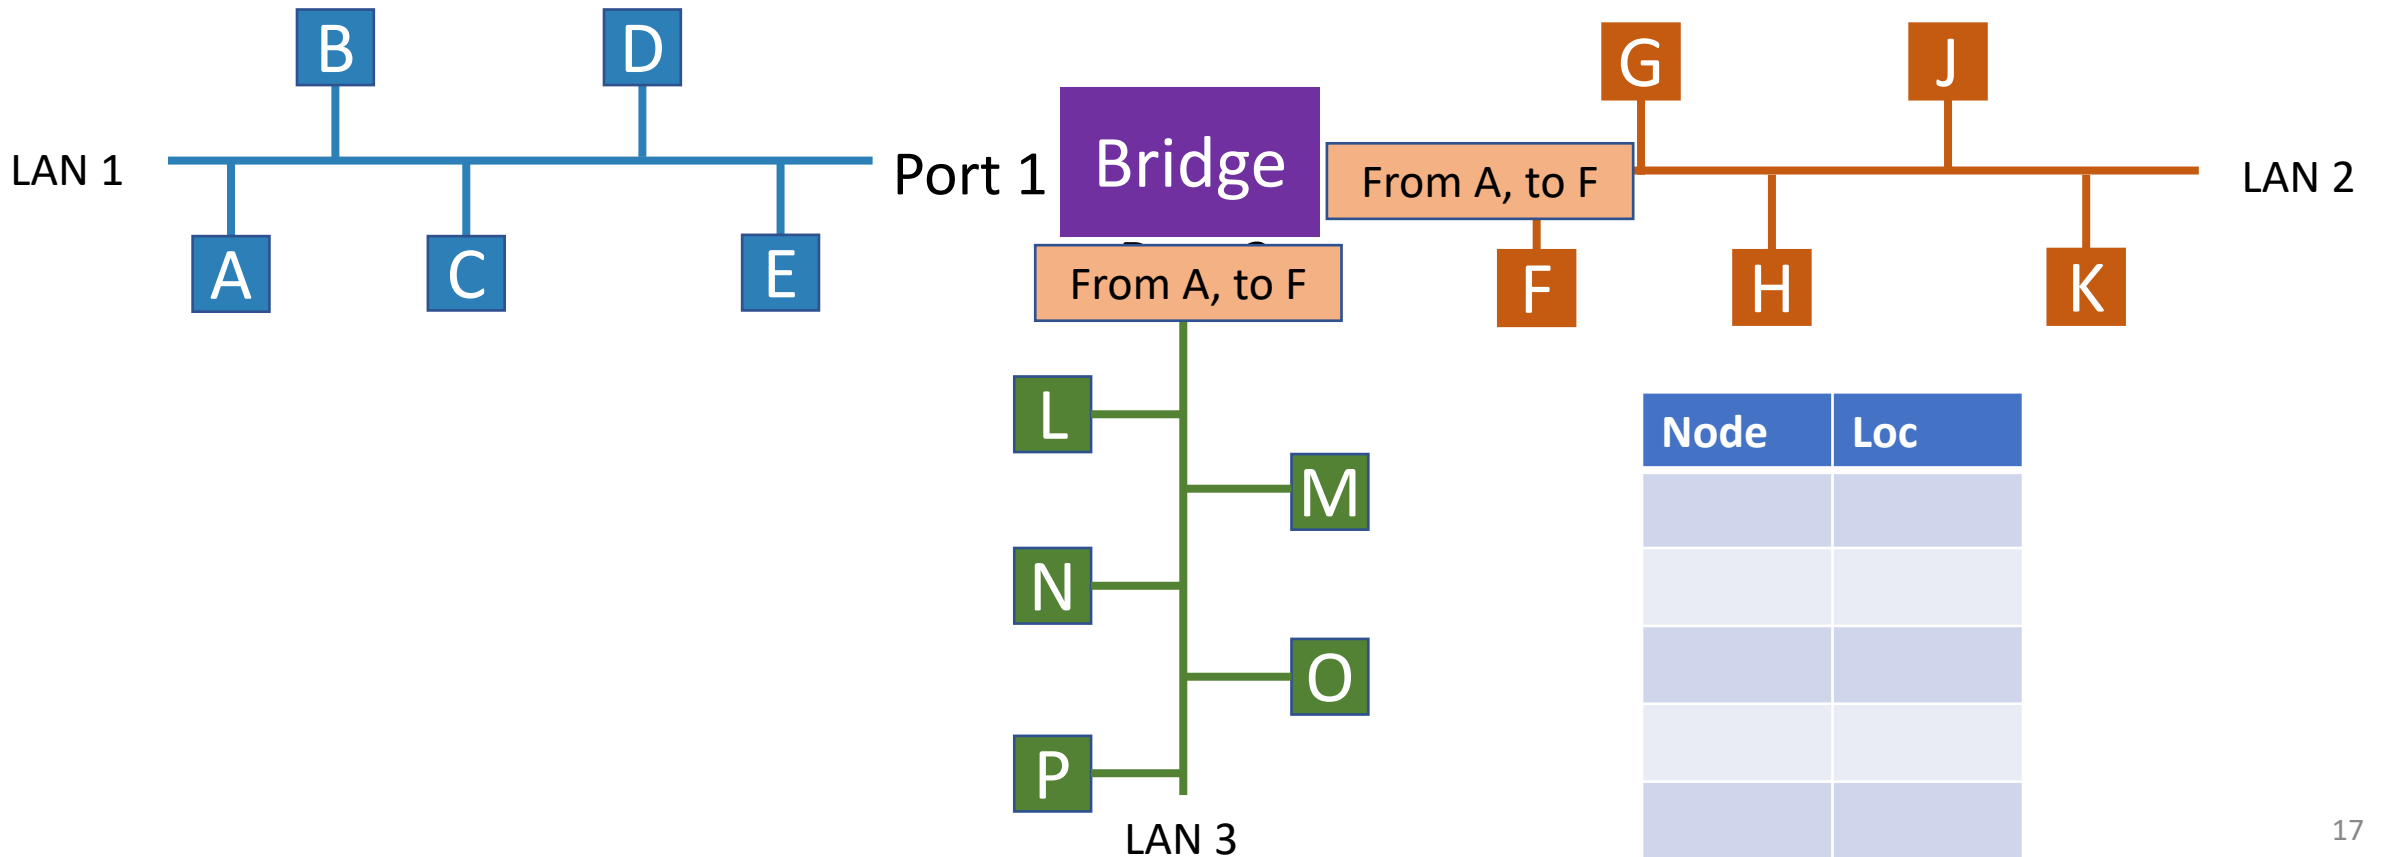 B
D
G
J
LAN 1
Port 1
Bridge
From A, to F
LAN 2
A
C
E
From A, to F
F
H
K
L
Node Loc
M
N
O
P
LAN 3
17